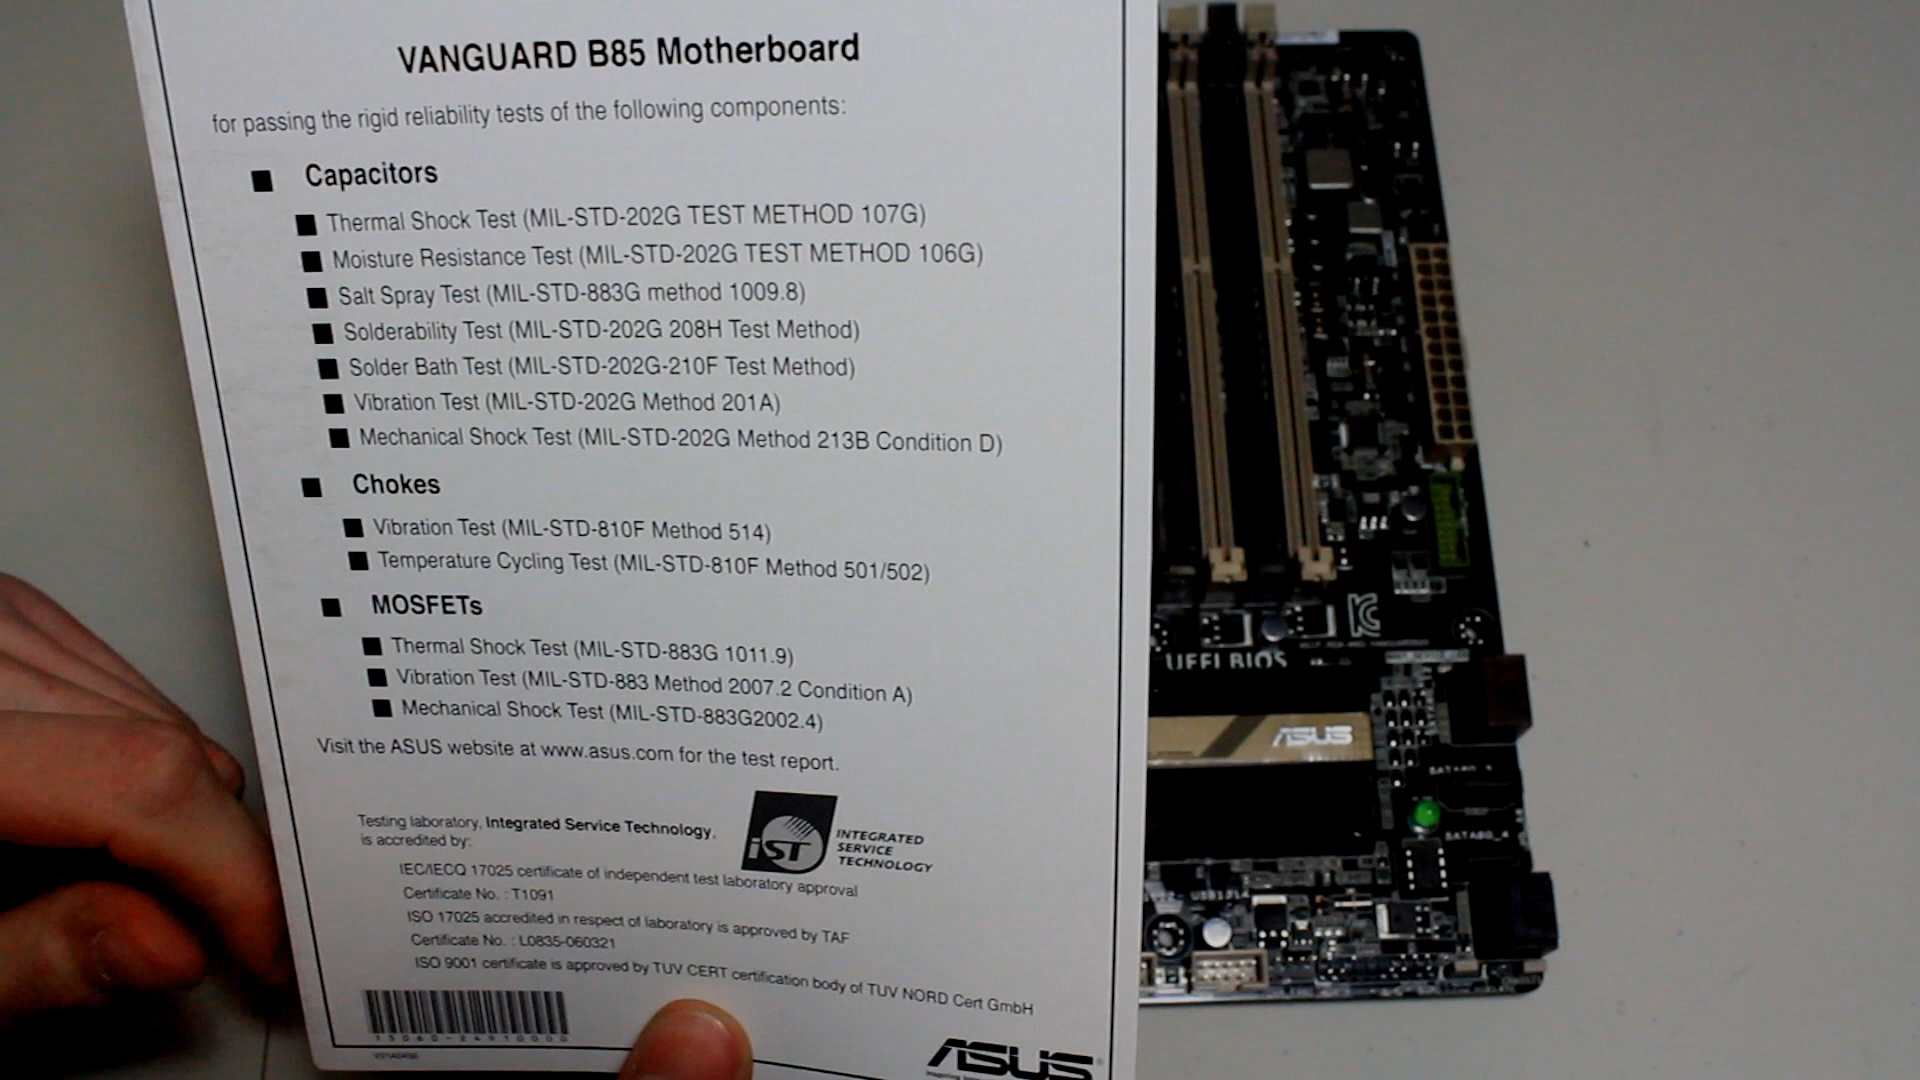 VANGUARD B85 Motherboard
for passing the rigid reliability tests of the following components:
Capacitors
Thermal Shock Test (MIL-STD-202G TEST METHOD 107G)
Moisture Resistance Test (MIL-STD-202G TEST METHOD 106G)
Salt Spray Test (MIL-STD-883G method 1009.8)
Solderability Test (MIL-STD-202G 208H Test Method)
Solder Bath Test (MIL-STD-202G-210F Test Method)
Vibration Test (MIL-STD-202G Method 201A)
Mechanical Shock Test (MIL-STD-202G Method 213B Condition D)
Chokes
Vibration Test (MIL-STD-810F Method 514)
Temperature Cycling Test (MIL-STD-810F Method 501/502)
MOSFETs
Thermal Shock Test (MIL-STD-883G 1011.9)
Vibration Test (MIL-STD-883 Method 2007.2 Condition A)
Mechanical Shock Test (MIL-STD-883G2002.4)
Visit the ASUS website at www.asus.com for the test report.
Testing laboratory, Integrated Service Technology,
is accredited by:
iST
INTEGRATED
SERVICE
TECHNOLOGY
IEC/IECQ 17025 certificate of independent test laboratory approval
Certificate No. : T1091
ISO 17025 accredited in respect of laboratory is approved by TAF
Certificate No. : L0835-060321
ISO 9001 certificate is approved by TUV CERT certification body of TUV NORD Cert GmbH
15060-24910000
ASUS
UEFI BIOS
ASUS